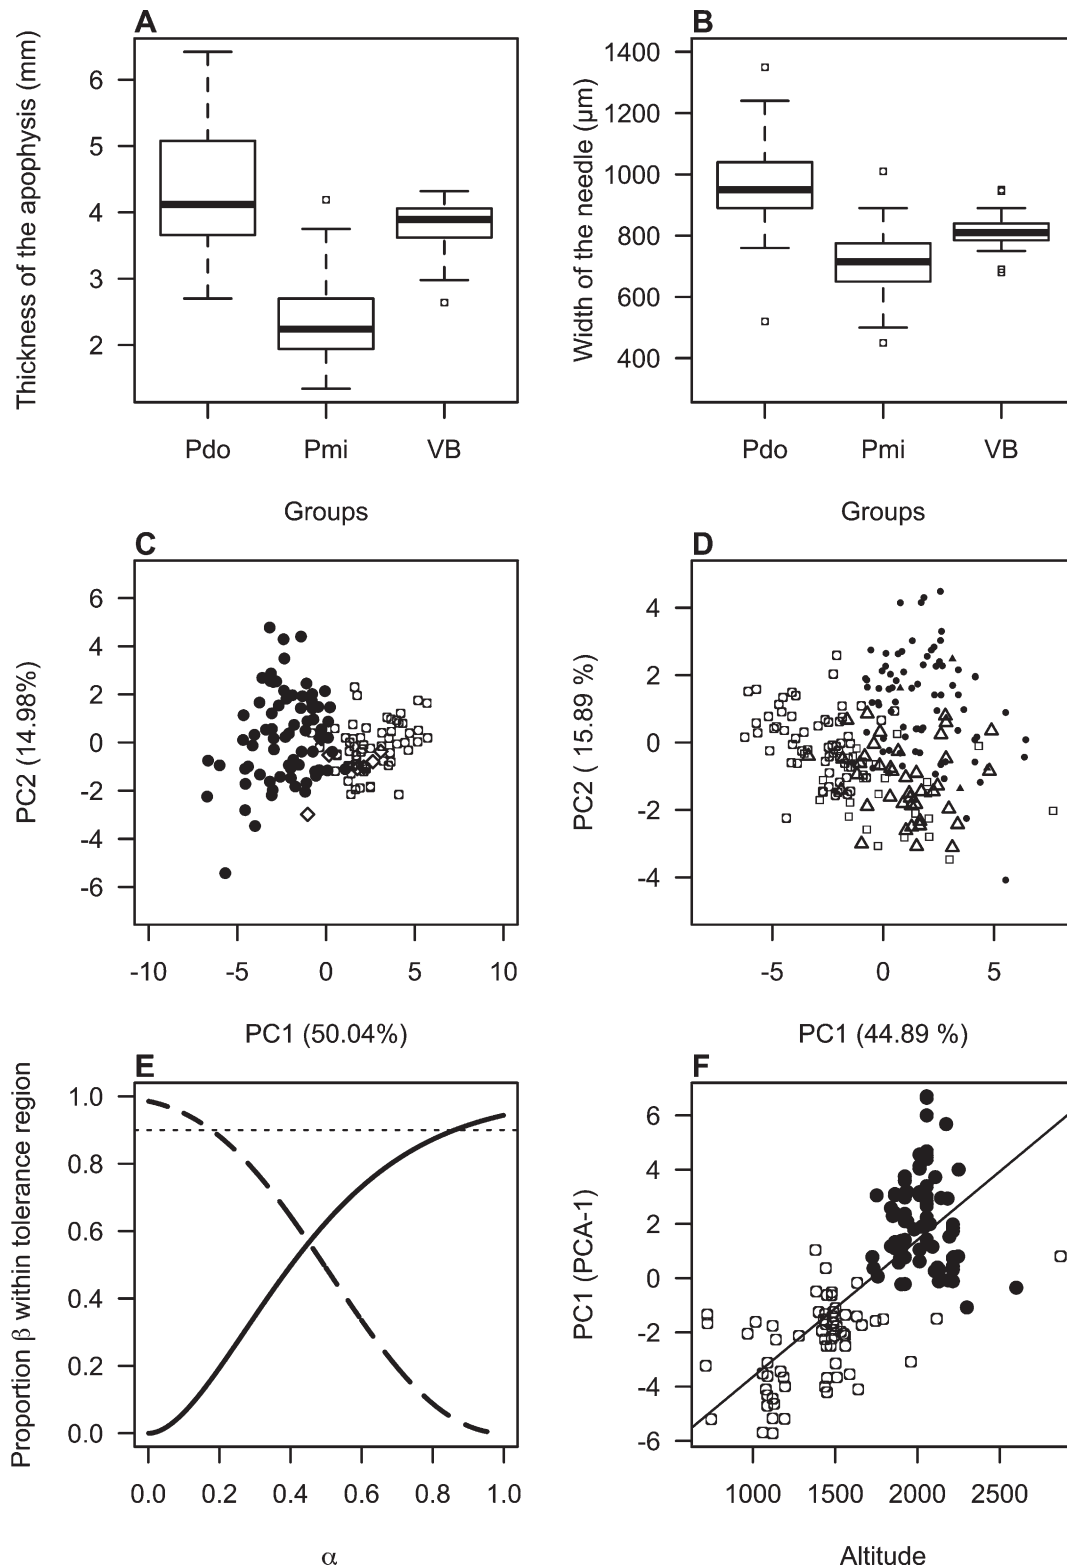 A
Thickness of the apophysis (mm)
6
5
4
3
2
Pdo Pmi VB
Groups
B
Width of the needle (µm)
1400
1200
1000
800
600
400
Pdo Pmi VB
Groups
C
PC2 (14.98%)
6
4
2
0
-2
-4
-6
-10 -5 0 5 10
PC1 (50.04%)
D
PC2 ( 15.89 %)
4
2
0
-2
-4
-5 0 5
PC1 (44.89 %)
E
Proportion β within tolerance region
1.0
0.8
0.6
0.4
0.2
0.0
0.0 0.2 0.4 0.6 0.8 1.0
α
F
PC1 (PCA-1)
6
4
2
0
-2
-4
-6
1000 1500 2000 2500
Altitude